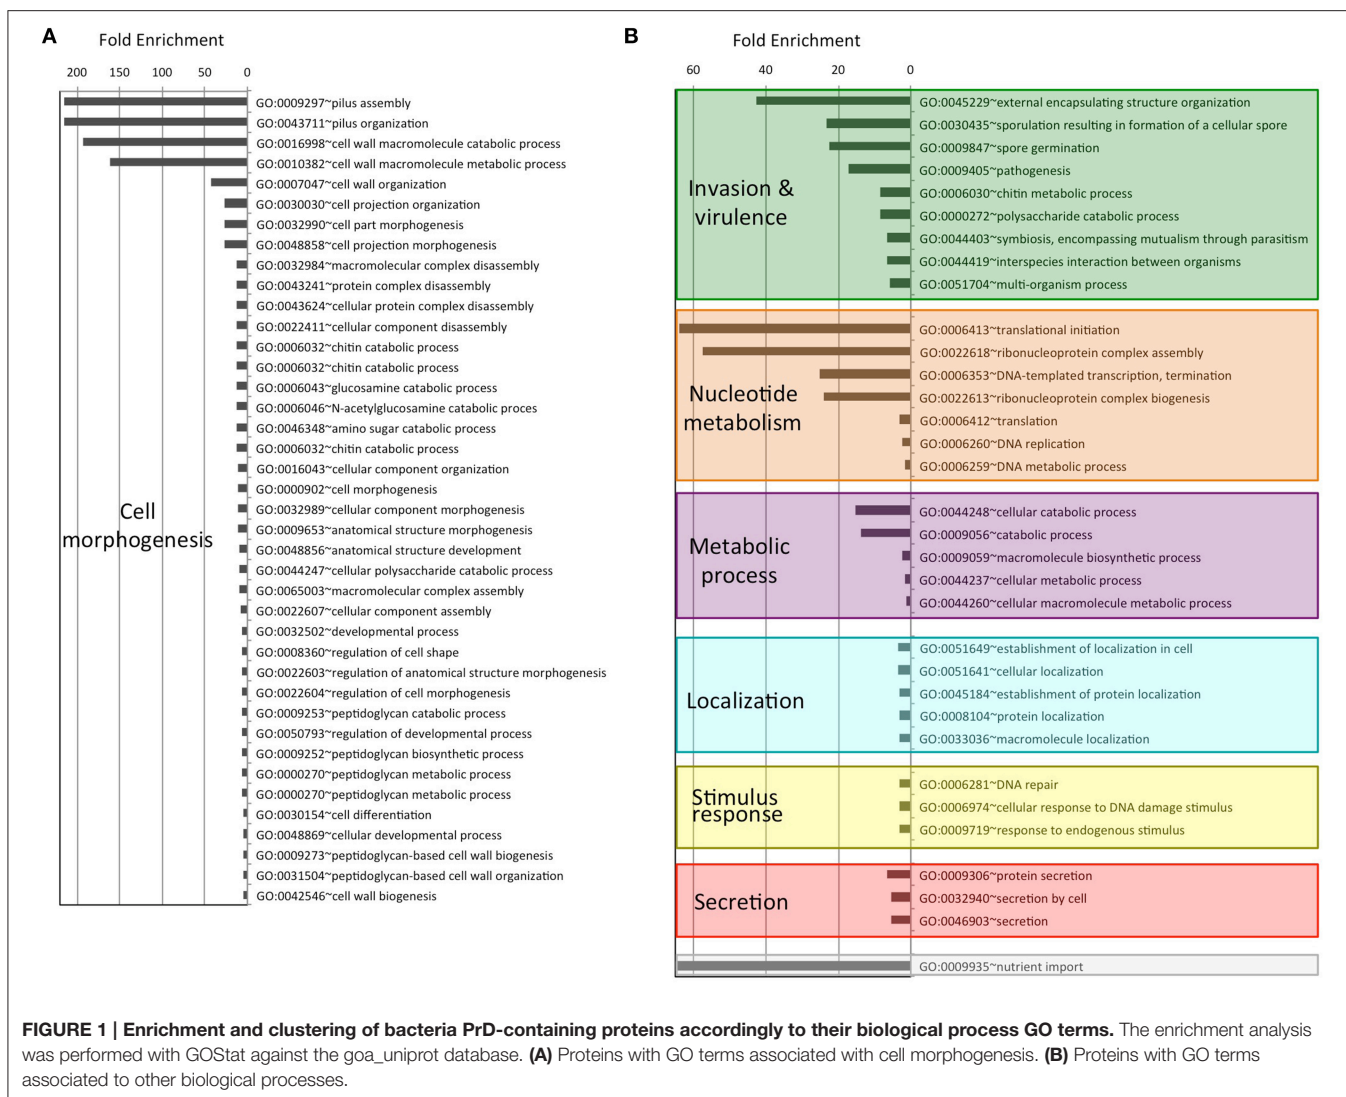 A
Fold Enrichment
200 150 100 50 0
GO:0009297~pilus assembly
GO:0043711~pilus organization
GO:0016998~cell wall macromolecule catabolic process
GO:0010382~cell wall macromolecule metabolic process
GO:0007047~cell wall organization
GO:0030030~cell projection organization
GO:0032990~cell part morphogenesis
GO:0048858~cell projection morphogenesis
GO:0032984~macromolecular complex disassembly
GO:0043241~protein complex disassembly
GO:0043624~cellular protein complex disassembly
GO:0022411~cellular component disassembly
GO:0006032~chitin catabolic process
GO:0006032~chitin catabolic process
GO:0006043~glucosamine catabolic process
GO:0006046~N-acetylglucosamine catabolic proces
GO:0046348~amino sugar catabolic process
GO:0006032~chitin catabolic process
GO:0016043~cellular component organization
GO:0000902~cell morphogenesis
GO:0032989~cellular component morphogenesis
GO:0009653~anatomical structure morphogenesis
GO:0048856~anatomical structure development
GO:0044247~cellular polysaccharide catabolic process
GO:0065003~macromolecular complex assembly
GO:0022607~cellular component assembly
GO:0032502~developmental process
GO:0008360~regulation of cell shape
GO:0022603~regulation of anatomical structure morphogenesis
GO:0022604~regulation of cell morphogenesis
GO:0009253~peptidoglycan catabolic process
GO:0050793~regulation of developmental process
GO:0009252~peptidoglycan biosynthetic process
GO:0000270~peptidoglycan metabolic process
GO:0000270~peptidoglycan metabolic process
GO:0030154~cell differentiation
GO:0048869~cellular developmental process
GO:0009273~peptidoglycan-based cell wall biogenesis
GO:0031504~peptidoglycan-based cell wall organization
GO:0042546~cell wall biogenesis
Cell
morphogenesis
B
Fold Enrichment
60 40 20 0
Invasion &
virulence
GO:0045229~external encapsulating structure organization
GO:0030435~sporulation resulting in formation of a cellular spore
GO:0009847~spore germination
GO:0009405~pathogenesis
GO:0006030~chitin metabolic process
GO:0000272~polysaccharide catabolic process
GO:0044403~symbiosis, encompassing mutualism through parasitism
GO:0044419~interspecies interaction between organisms
GO:0051704~multi-organism process
Nucleotide
metabolism
GO:0006413~translational initiation
GO:0022618~ribonucleoprotein complex assembly
GO:0006353~DNA-templated transcription, termination
GO:0022613~ribonucleoprotein complex biogenesis
GO:0006412~translation
GO:0006260~DNA replication
GO:0006259~DNA metabolic process
Metabolic
process
GO:0044248~cellular catabolic process
GO:0009056~catabolic process
GO:0009059~macromolecule biosynthetic process
GO:0044237~cellular metabolic process
GO:0044260~cellular macromolecule metabolic process
Localization
GO:0051649~establishment of localization in cell
GO:0051641~cellular localization
GO:0045184~establishment of protein localization
GO:0008104~protein localization
GO:0033036~macromolecule localization
Stimulus
response
GO:0006281~DNA repair
GO:0006974~cellular response to DNA damage stimulus
GO:0009719~response to endogenous stimulus
Secretion
GO:0009306~protein secretion
GO:0032940~secretion by cell
GO:0046903~secretion
GO:0009935~nutrient import
FIGURE 1 | Enrichment and clustering of bacteria PrD-containing proteins accordingly to their biological process GO terms. The enrichment analysis
was performed with GOStat against the goa_uniprot database. (A) Proteins with GO terms associated with cell morphogenesis. (B) Proteins with GO terms
associated to other biological processes.